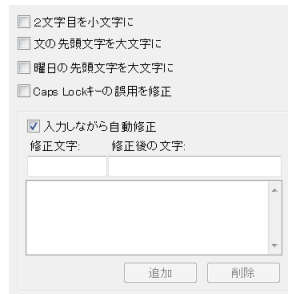 2文字目を小文字に
文の先頭文字を大文字に
曜日の先頭文字を大文字に
Caps Lockキーの誤用を修正
入力しながら自動修正
修正文字: 修正後の文字:
追加 削除